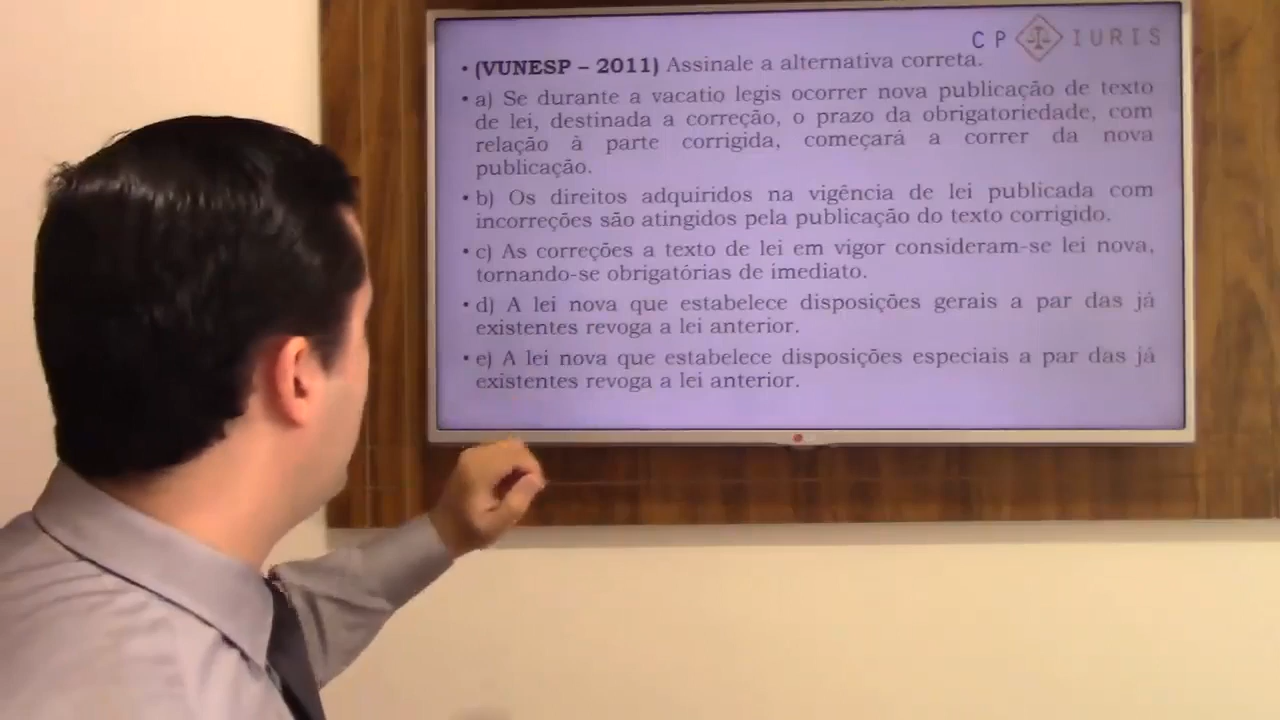 CP IURIS
• (VUNESP – 2011) Assinale a alternativa correta.
• a) Se durante a vacatio legis ocorrer nova publicação de texto
de lei, destinada a correção, o prazo da obrigatoriedade, com
relação à parte corrigida, começará a correr da nova
publicação.
• b) Os direitos adquiridos na vigência de lei publicada com
incorreções são atingidos pela publicação do texto corrigido.
• c) As correções a texto de lei em vigor consideram-se lei nova,
tornando-se obrigatórias de imediato.
• d) A lei nova que estabelece disposições gerais a par das já
existentes revoga a lei anterior.
• e) A lei nova que estabelece disposições especiais a par das já
existentes revoga a lei anterior.